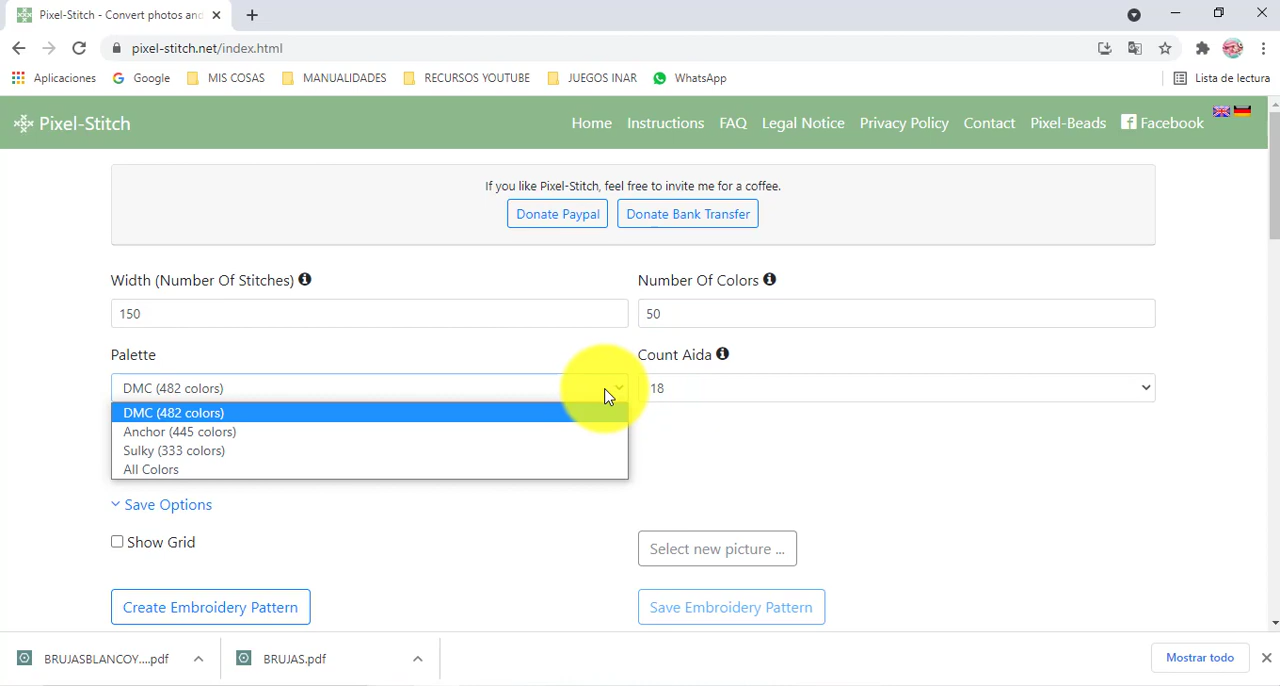 Pixel-Stitch - Convert photos and
pixel-stitch.net/index.html
Aplicaciones Google MIS COSAS MANUALIDADES RECURSOS YOUTUBE JUEGOS INAR WhatsApp Lista de lectura
Pixel-Stitch Home Instructions FAQ Legal Notice Privacy Policy Contact Pixel-Beads Facebook
If you like Pixel-Stitch, feel free to invite me for a coffee.
Donate Paypal Donate Bank Transfer
Width (Number Of Stitches) Number Of Colors
150 50
Palette Count Aida
DMC (482 colors) 18
DMC (482 colors)
Anchor (445 colors)
Sulky (333 colors)
All Colors
Save Options
Show Grid Select new picture ...
Create Embroidery Pattern Save Embroidery Pattern
BRUJASBLANCOY....pdf BRUJAS.pdf Mostrar todo